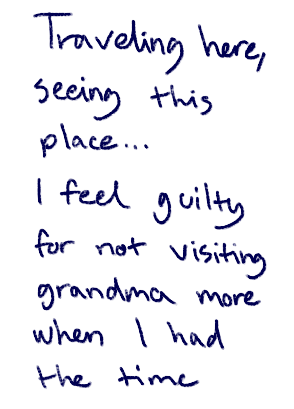 Traveling here,
seeing this
place...
I feel guilty
for not visiting
grandma more
when I had
the time